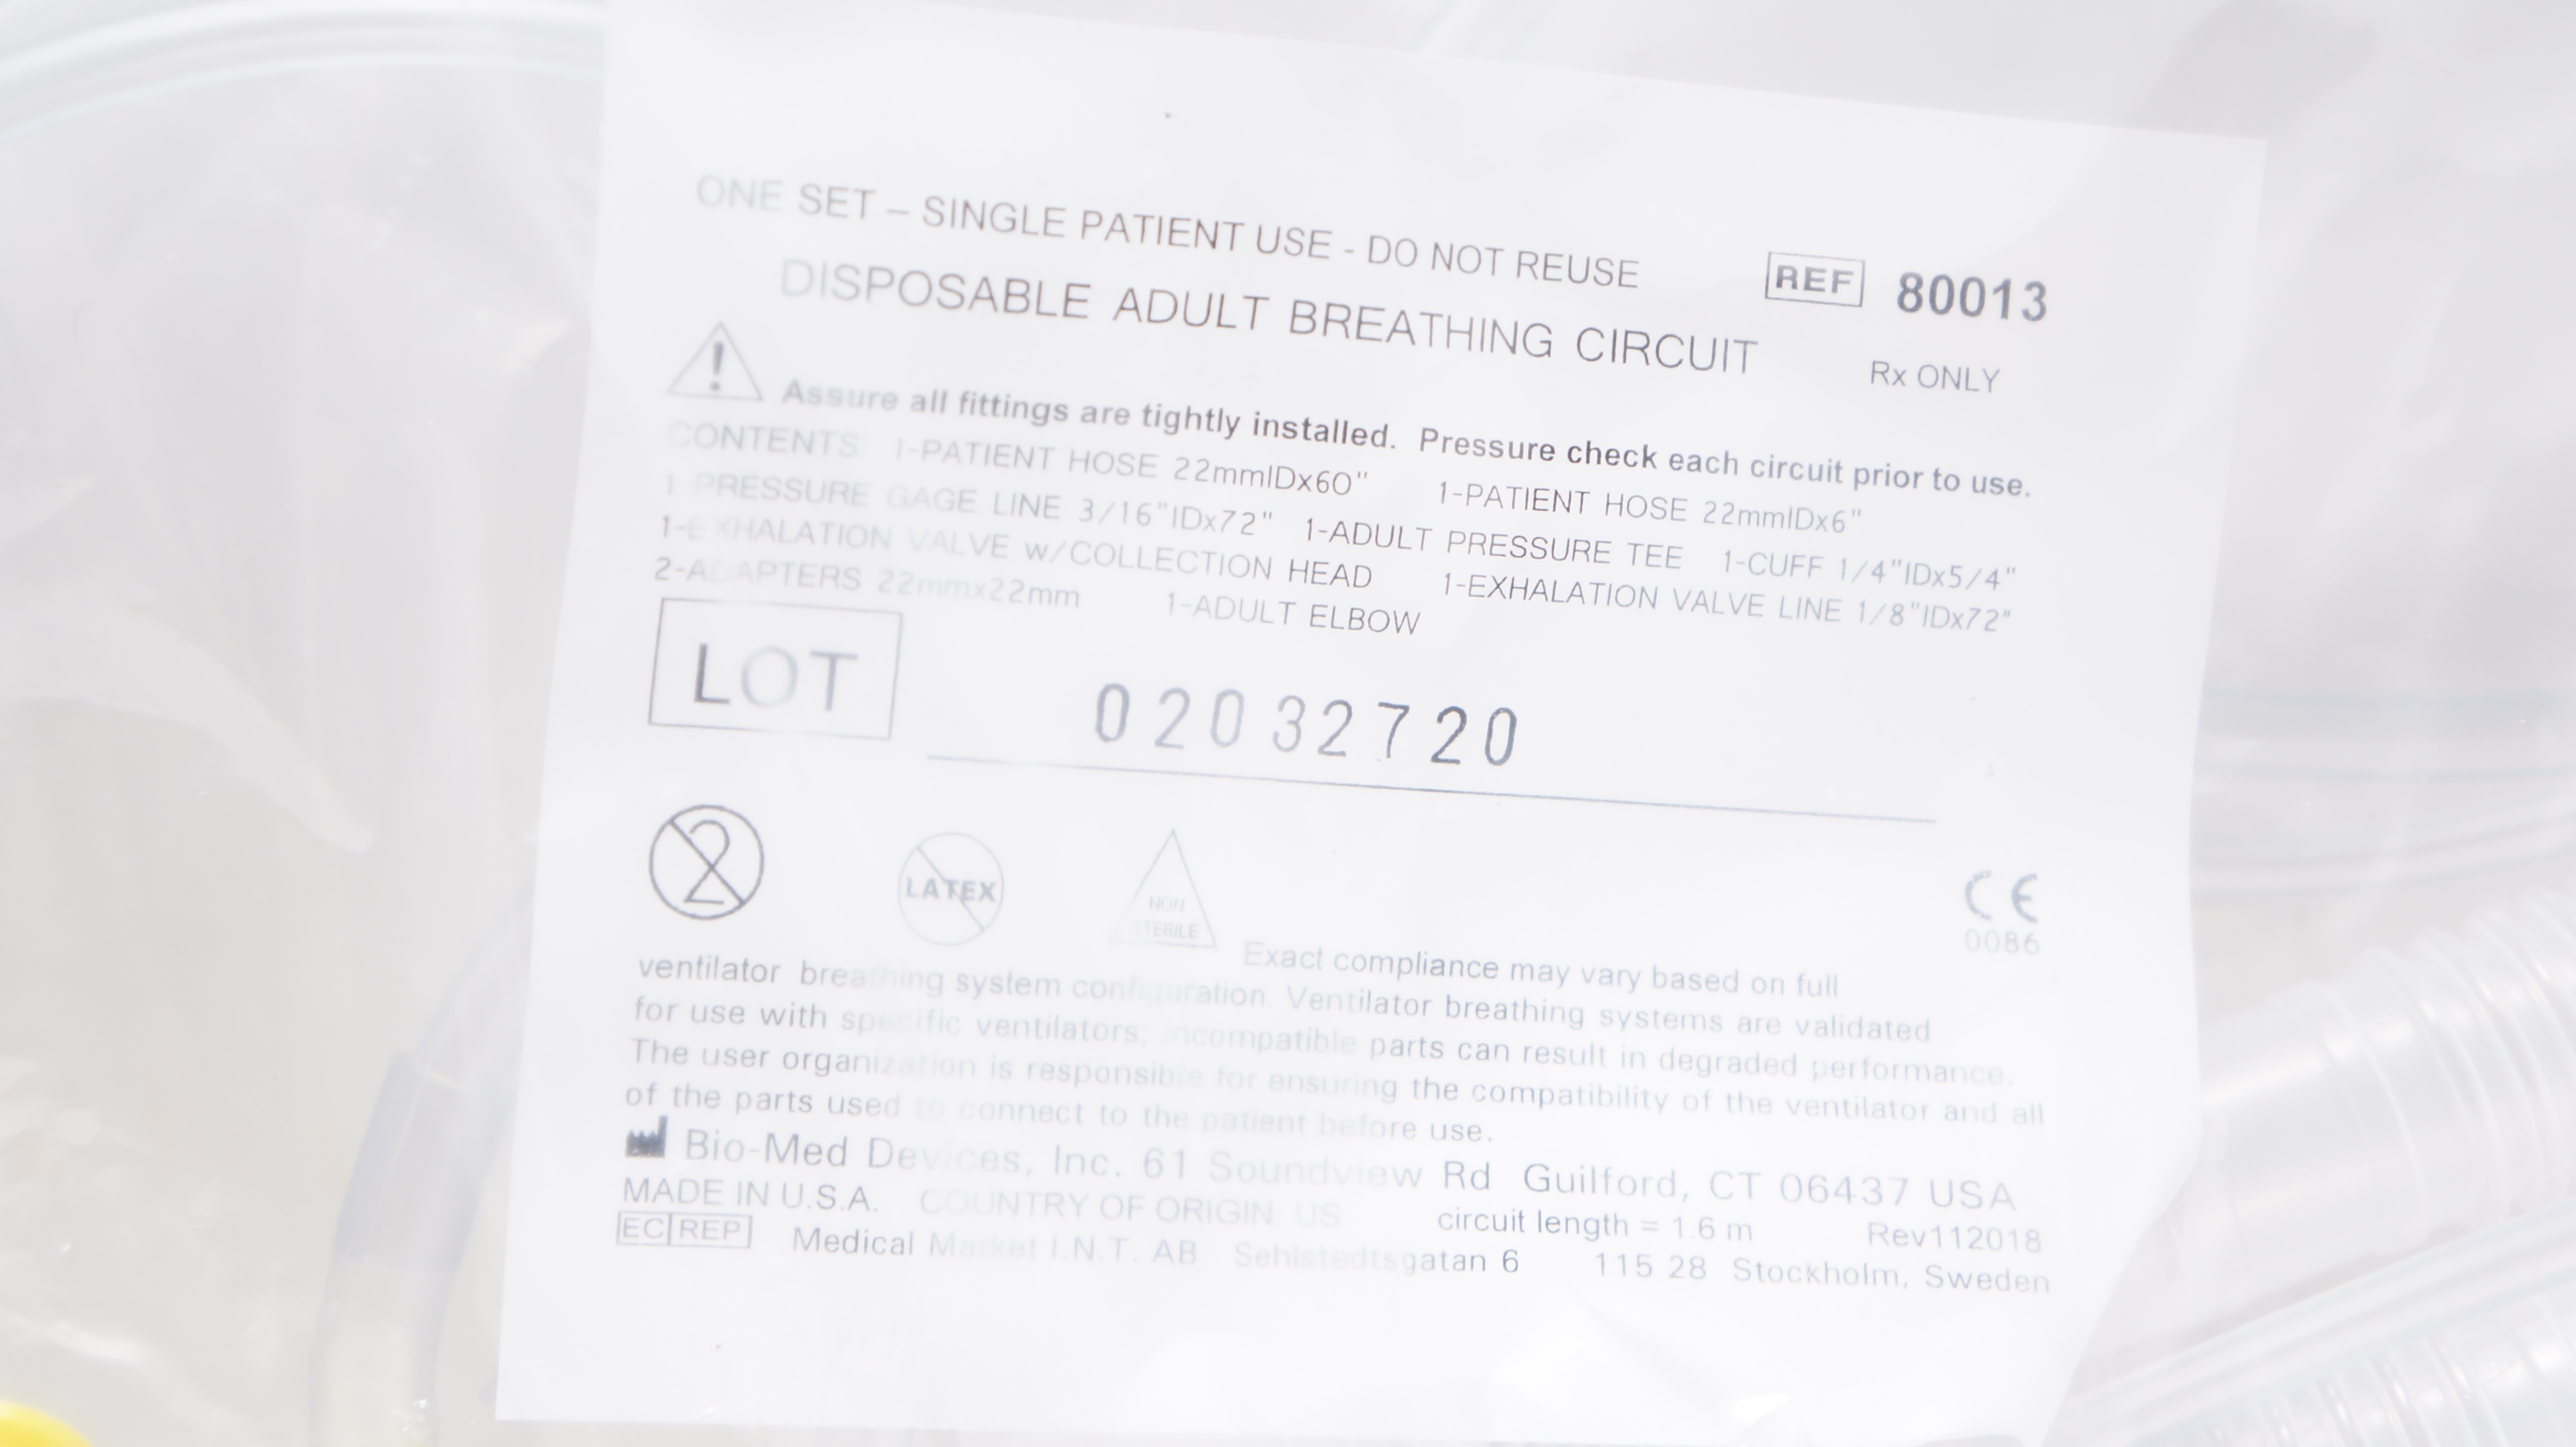 ONE SET – SINGLE PATIENT USE - DO NOT REUSE
REF 80013
DISPOSABLE ADULT BREATHING CIRCUIT
Rx ONLY
! Assure all fittings are tightly installed. Pressure check each circuit prior to use.
CONTENTS: 1-PATIENT HOSE 22mmIDx60" 1-PATIENT HOSE 22mmIDx6"
1 PRESSURE GAGE LINE 3/16"IDx72" 1-ADULT PRESSURE TEE 1-CUFF 1/4"IDx5/4"
1-EXHALATION VALVE w/COLLECTION HEAD 1-EXHALATION VALVE LINE 1/8"IDx72"
2-ADAPTERS 22mmx22mm 1-ADULT ELBOW
LOT 02032720
2
LATEX
NON
STERILE
CE
0086
Exact compliance may vary based on full
ventilator breathing system configuration. Ventilator breathing systems are validated
for use with specific ventilators; incompatible parts can result in degraded performance.
The user organization is responsible for ensuring the compatibility of the ventilator and all
of the parts used to connect to the patient before use.
Bio-Med Devices, Inc. 61 Soundview Rd Guilford, CT 06437 USA
MADE IN U.S.A. COUNTRY OF ORIGIN: US circuit length = 1.6 m Rev112018
EC REP Medical Market I.N.T. AB Sehlstedtsgatan 6 115 28 Stockholm, Sweden